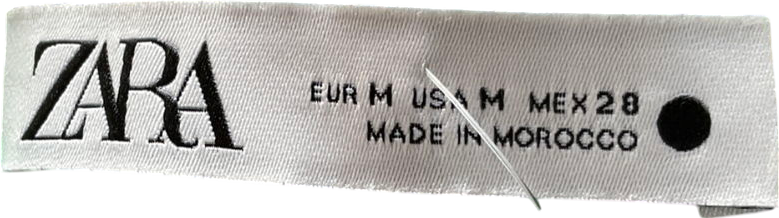 ZARA
EUR M USA M MEX 28
MADE IN MOROCCO